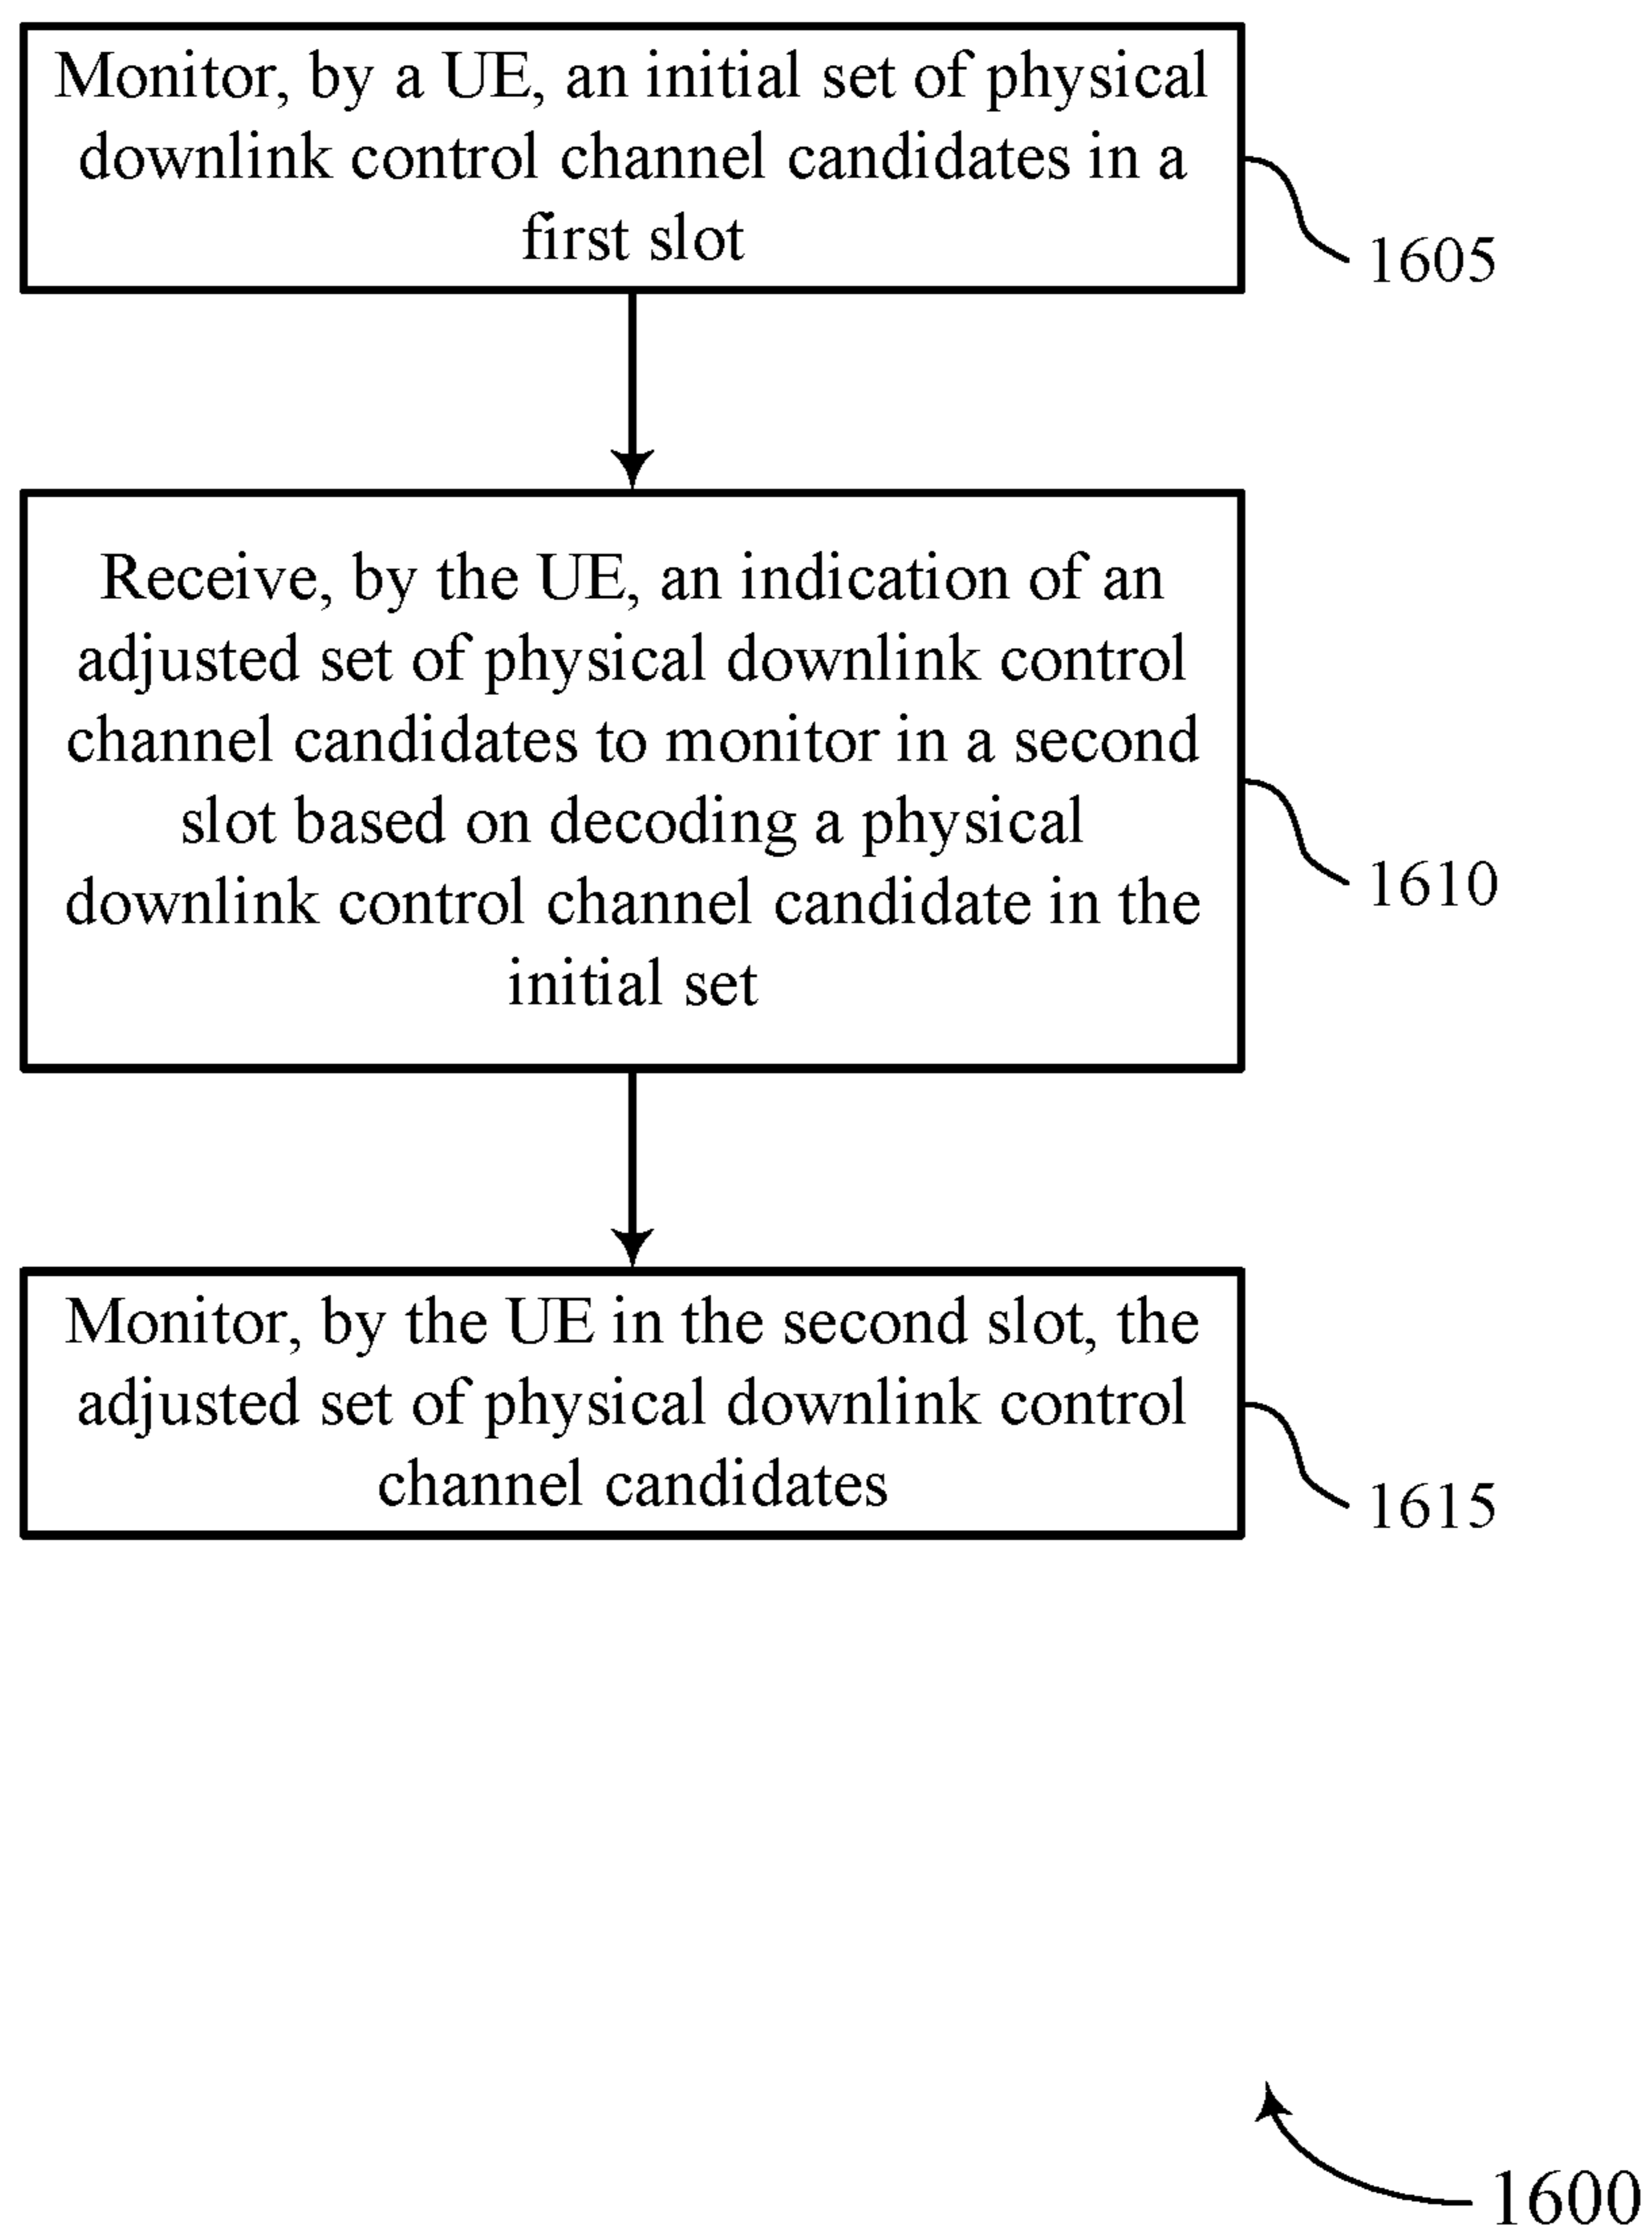 Monitor, by a UE, an initial set of physical
downlink control channel candidates in a
first slot
1605
Receive, by the UE, an indication of an
adjusted set of physical downlink control
channel candidates to monitor in a second
slot based on decoding a physical
downlink control channel candidate in the
initial set
1610
Monitor, by the UE in the second slot, the
adjusted set of physical downlink control
channel candidates
1615
1600